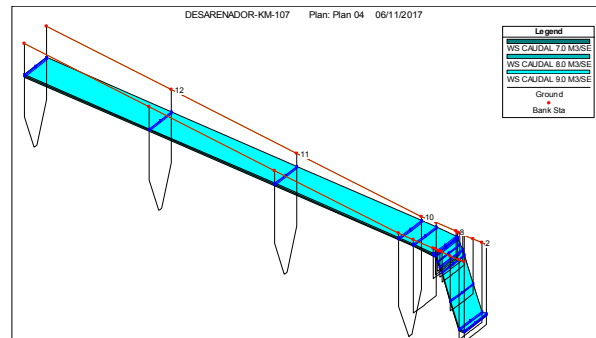 DESARENADOR-KM-107 Plan: Plan 04 06/11/2017
Legend
WS CAUDAL 7.0 M3/SE
WS CAUDAL 8.0 M3/SE
WS CAUDAL 9.0 M3/SE
Ground
Bank Sta
12
11
10
8
2